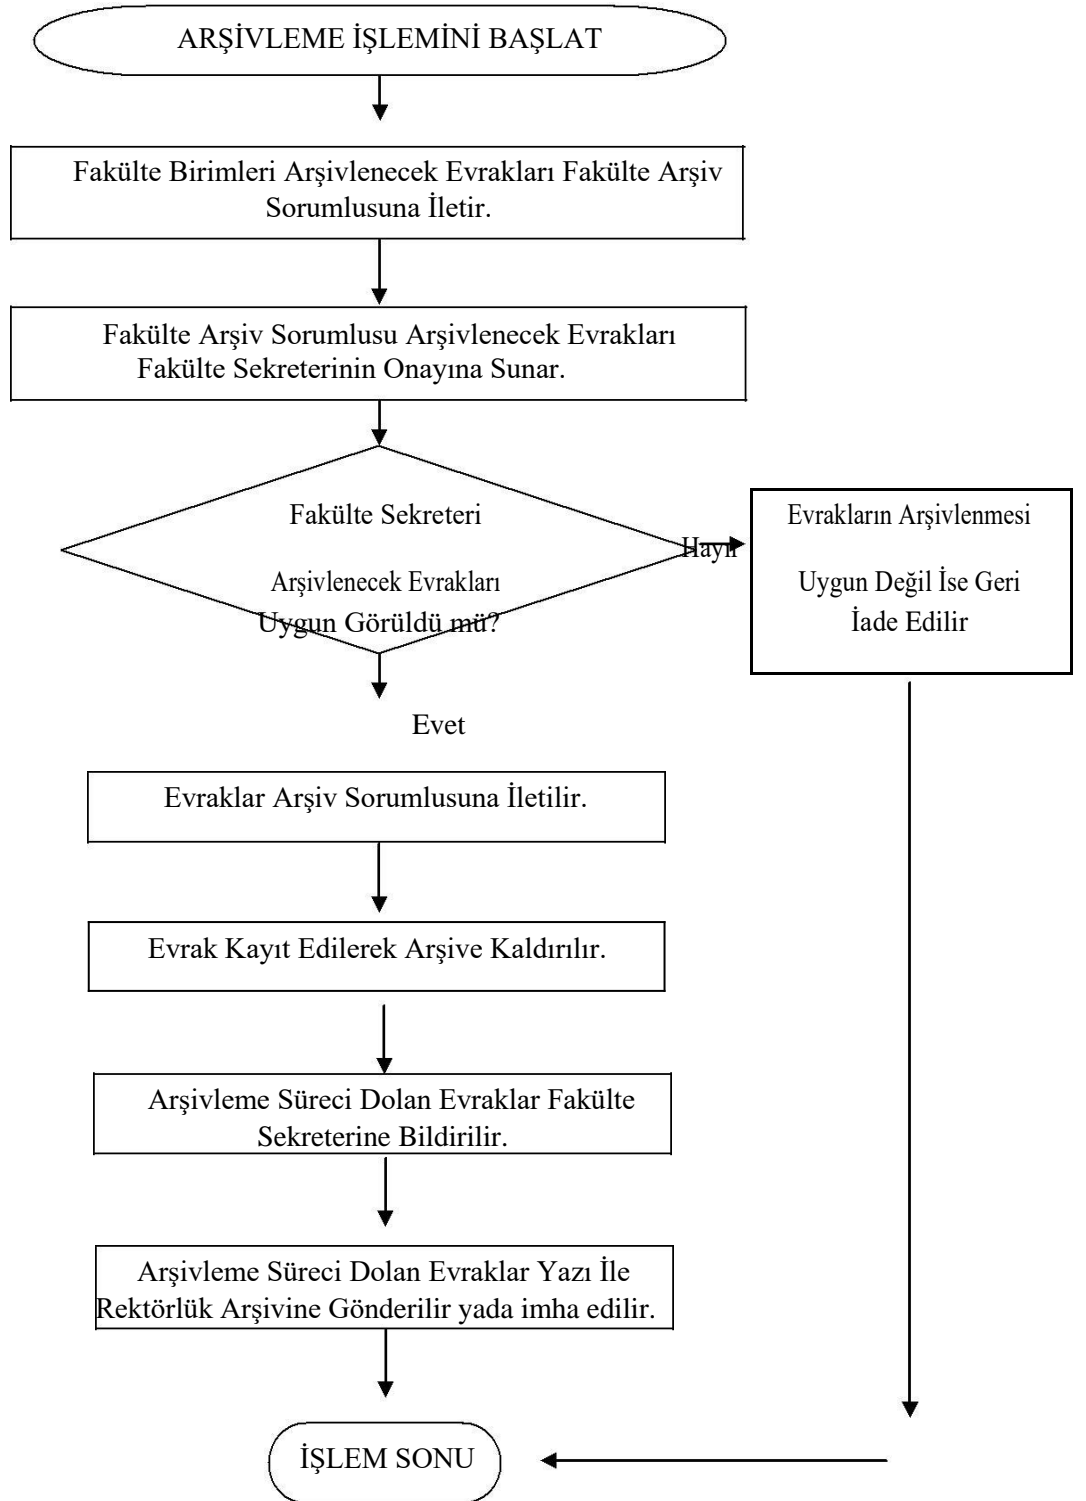 ARŞİVLEME İŞLEMİNİ BAŞLAT
Fakülte Birimleri Arşivlenecek Evrakları Fakülte Arşiv
Sorumlusuna İletir.
Fakülte Arşiv Sorumlusu Arşivlenecek Evrakları
Fakülte Sekreterinin Onayına Sunar.
Fakülte Sekreteri
Arşivlenecek Evrakları
Uygun Görüldü mü?
Hayır
Evrakların Arşivlenmesi
Uygun Değil İse Geri
İade Edilir
Evet
Evraklar Arşiv Sorumlusuna İletilir.
Evrak Kayıt Edilerek Arşive Kaldırılır.
Arşivleme Süreci Dolan Evraklar Fakülte
Sekreterine Bildirilir.
Arşivleme Süreci Dolan Evraklar Yazı İle
Rektörlük Arşivine Gönderilir yada imha edilir.
İŞLEM SONU